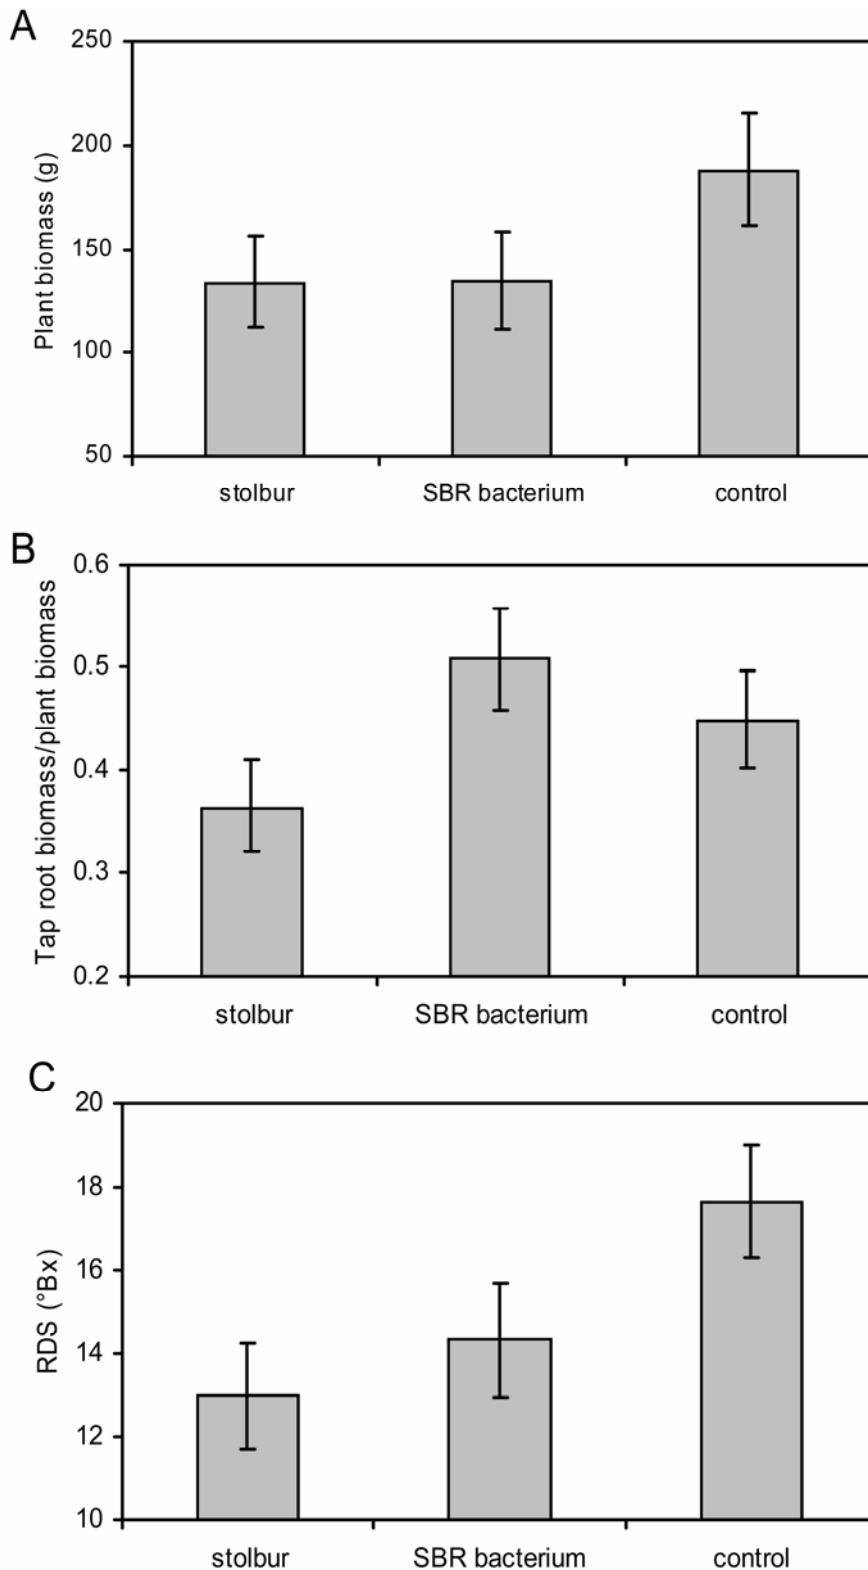 A
Plant biomass (g)
250
200
150
100
50
stolbur
SBR bacterium
control
B
Tap root biomass/plant biomass
0.6
0.5
0.4
0.3
0.2
stolbur
SBR bacterium
control
C
RDS (°Bx)
20
18
16
14
12
10
stolbur
SBR bacterium
control